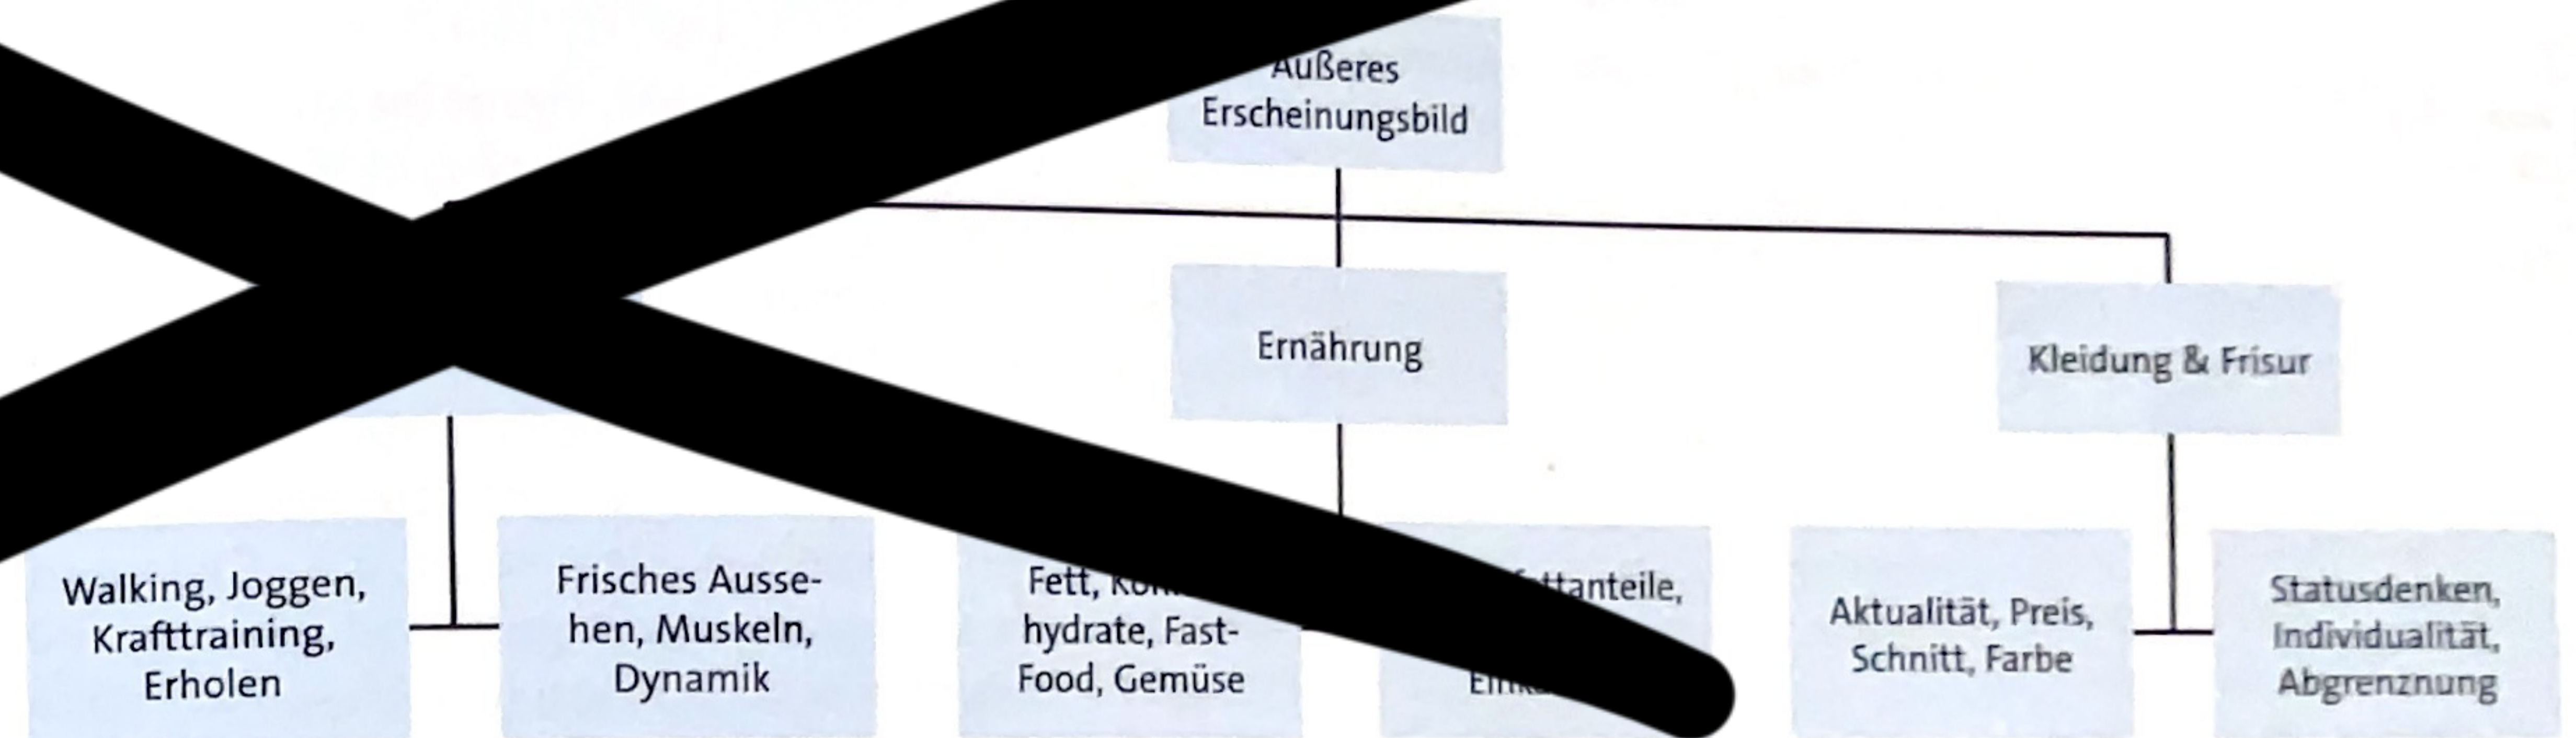 Äußeres
Erscheinungsbild
Ernährung
Kleidung & Frisur
Walking, Joggen,
Krafttraining,
Erholen
Frisches Ausse-
hen, Muskeln,
Dynamik
Fett,
hydrate, Fast-
Food, Gemüse
Aktualität, Preis,
Schnitt, Farbe
Statusdenken,
Individualität,
Abgrenznung